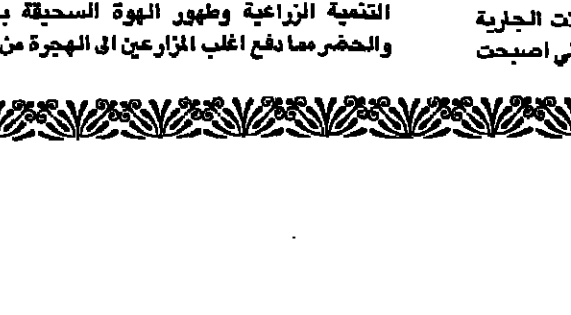 ت الجارية
ي اصبحت
التنمية الزراعية وظهور الهوة السحيقة
والحضر مما دفع اغلب المزارعين الى الهجرة من